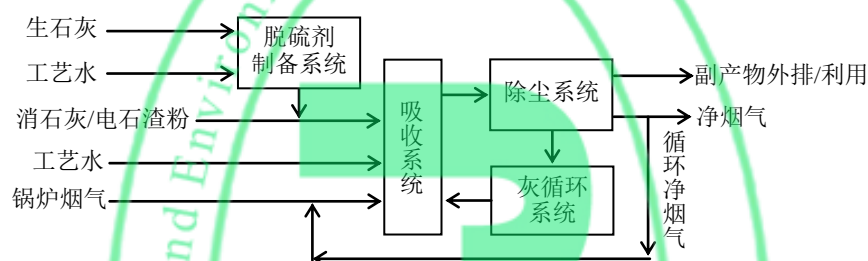 生石灰
工艺水
脱硫剂
制备系统
消石灰/电石渣粉
工艺水
锅炉烟气
吸收系统
除尘系统
灰循环
系统
副产物外排/利用
净烟气
循环净烟气
nd Environ